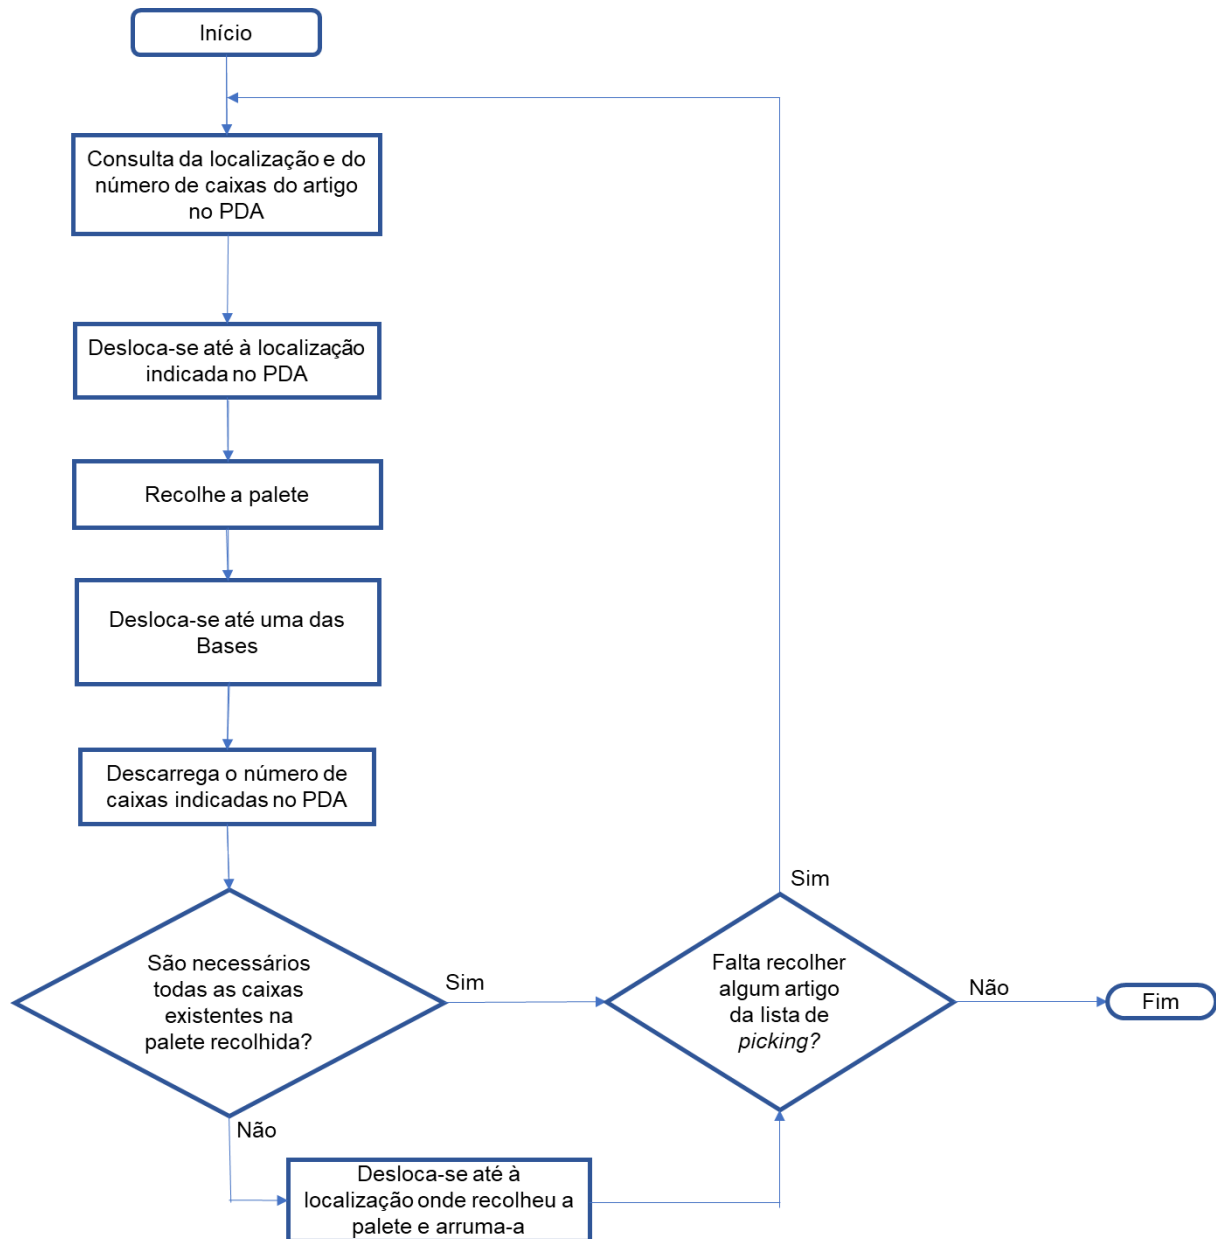 Início
Consulta da localização e do
número de caixas do artigo
no PDA
Desloca-se até à localização
indicada no PDA
Recolhe a palete
Desloca-se até uma das
Bases
Descarrega o número de
caixas indicadas no PDA
São necessários
todas as caixas
existentes na
palete recolhida?
Sim
Não
Desloca-se até à
localização onde recolheu a
palete e arruma-a
Falta recolher
algum artigo
da lista de
picking?
Sim
Não
Fim